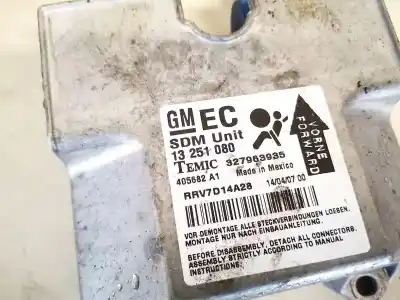 GM EC
SDM Unit
13 251 080
TEMIC 327963935
405682 A1 Made in Mexico
RRV7D14A28 14/04/07 00
VORNE
FORWARD
VOR DEMONTAGE ALLE STECKVERBINDUNGEN LOESEN.
MONTAGE NUR NACH EINBAUANLEITUNG.
BEFORE DISASSEMBLY, DETACH ALL CONNECTORS.
ASSEMBLY STRICTLY ACCORDING TO MANUAL
INSTRUCTIONS.